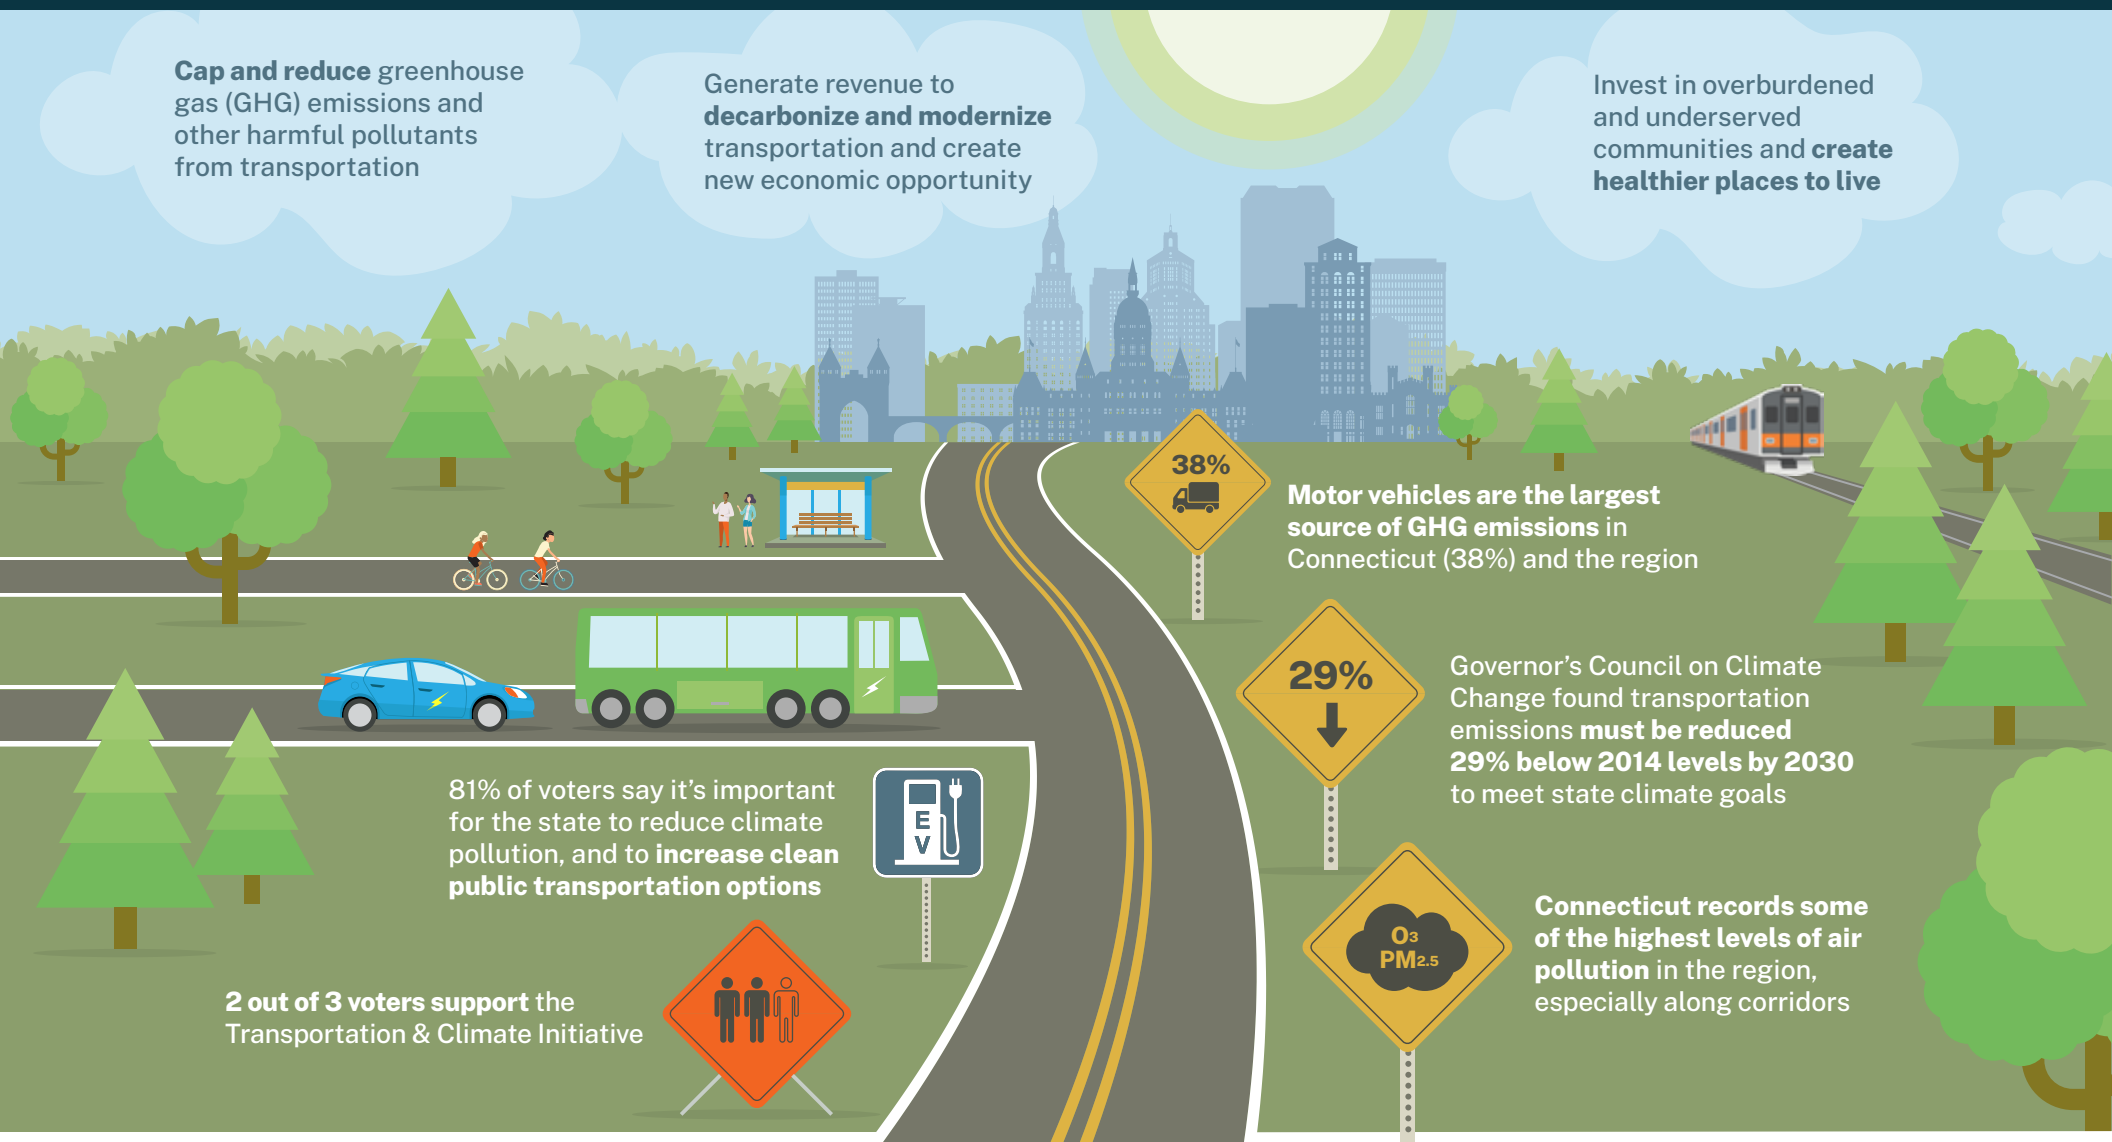 Cap and reduce greenhouse
gas (GHG) emissions and
other harmful pollutants
from transportation
Generate revenue to
decarbonize and modernize
transportation and create
new economic opportunity
Invest in overburdened
and underserved
communities and create
healthier places to live
38%
Motor vehicles are the largest
source of GHG emissions in
Connecticut (38%) and the region
29%
Governor's Council on Climate
Change found transportation
emissions must be reduced
29% below 2014 levels by 2030
to meet state climate goals
81% of voters say it's important
for the state to reduce climate
pollution, and to increase clean
public transportation options
E
V
O3
PM2.5
Connecticut records some
of the highest levels of air
pollution in the region,
especially along corridors
2 out of 3 voters support the
Transportation & Climate Initiative